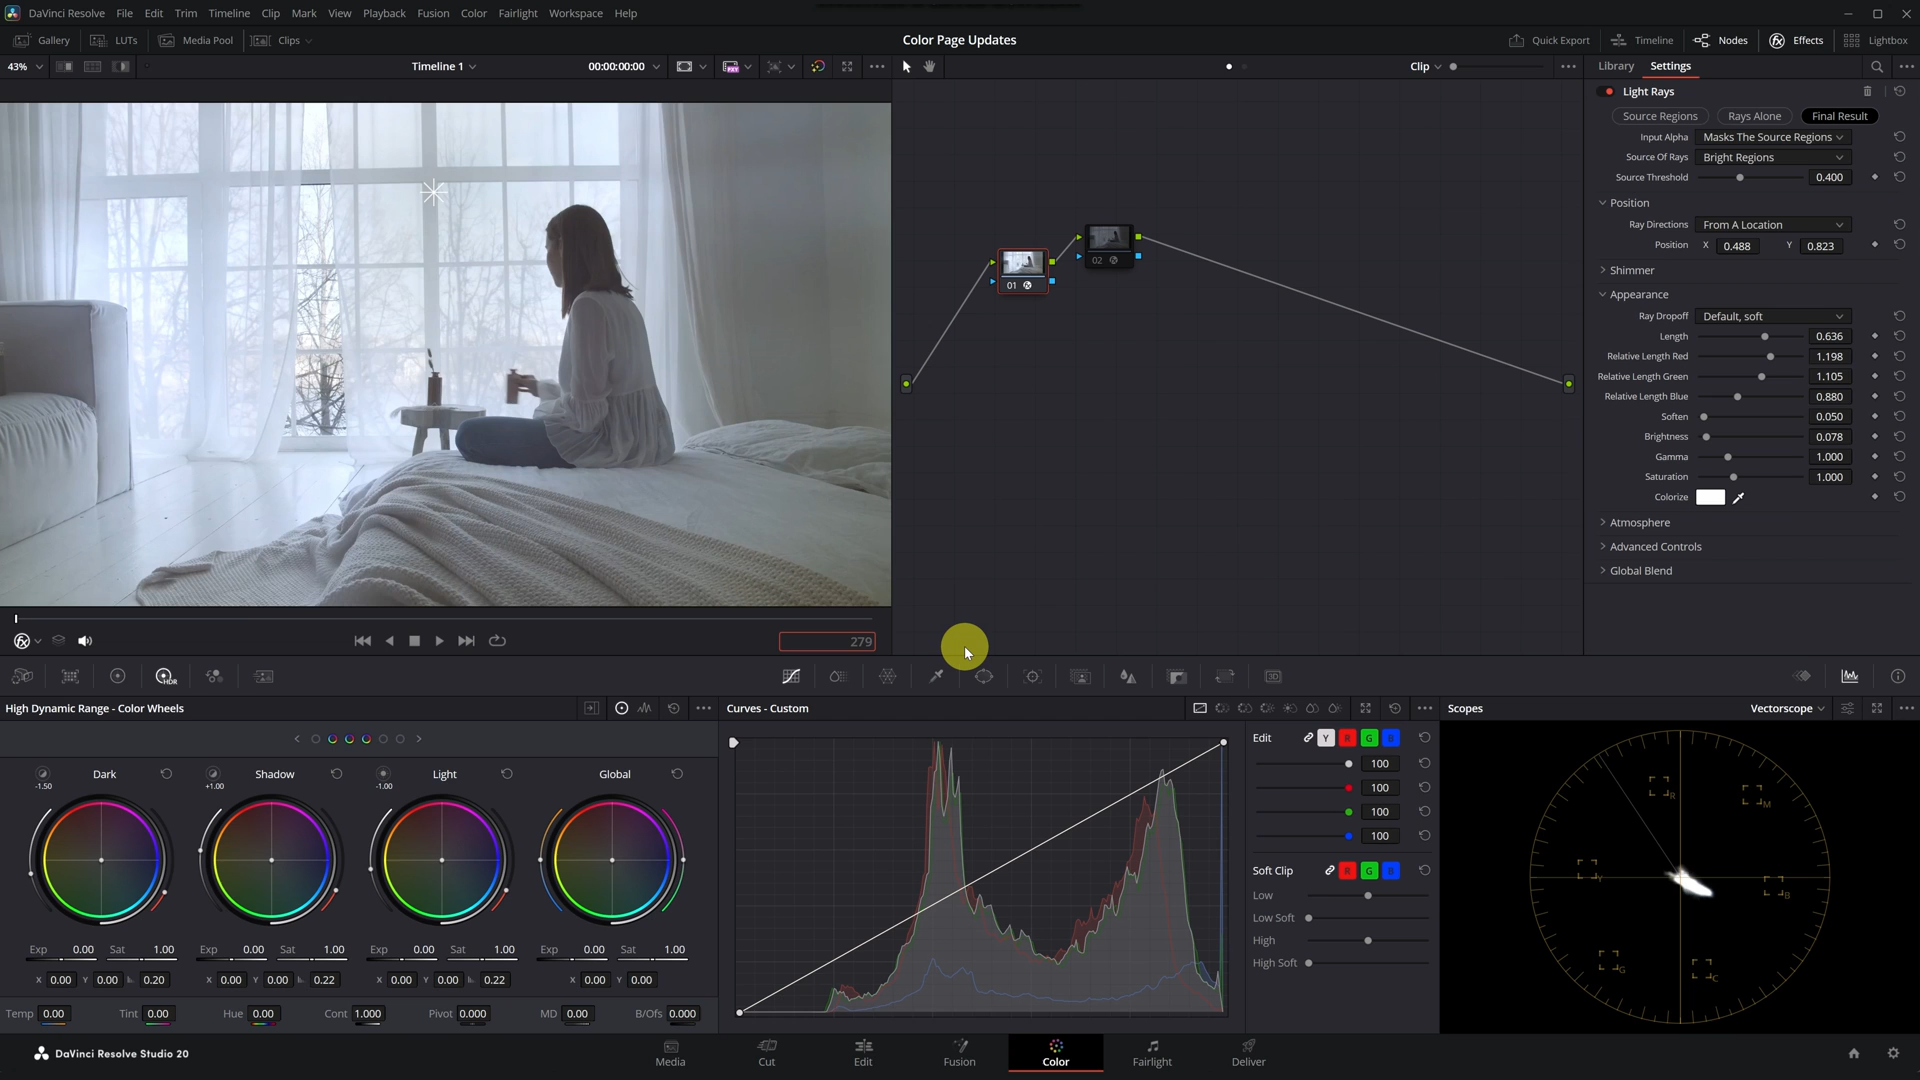 DaVinci Resolve File Edit Trim Timeline Clip Mark View Playback Fusion Color Fairlight Workspace Help
Gallery LUTs Media Pool Clips Color Page Updates Quick Export Timeline Nodes Effects Lightbox
43% Timeline 1 00:00:00:00 Clip Library Settings
Light Rays
Source Regions Rays Alone Final Result
Input Alpha Masks The Source Regions
Source Of Rays Bright Regions
Source Threshold 0.400
Position
Ray Directions From A Location
Position X 0.488 Y 0.823
Shimmer
Appearance
Ray Dropoff Default, soft
Length 0.636
Relative Length Red 1.198
Relative Length Green 1.105
Relative Length Blue 0.880
Soften 0.050
Brightness 0.078
Gamma 1.000
Saturation 1.000
Colorize
Atmosphere
Advanced Controls
Global Blend
01
02
279
HDR
High Dynamic Range - Color Wheels Curves - Custom Scopes Vectorscope
Dark Shadow Light Global
-1.50 +1.00 -1.00
Exp 0.00 Sat 1.00 Exp 0.00 Sat 1.00 Exp 0.00 Sat 1.00 Exp 0.00 Sat 1.00
X 0.00 Y 0.00 0.20 X 0.00 Y 0.00 0.22 X 0.00 Y 0.00 0.22 X 0.00 Y 0.00
Temp 0.00 Tint 0.00 Hue 0.00 Cont 1.000 Pivot 0.000 MD 0.00 B/Ofs 0.000
Edit Y R G B
100
100
100
100
Soft Clip R G B
Low
Low Soft
High
High Soft
R M
Y B
G C
DaVinci Resolve Studio 20 Media Cut Edit Fusion Color Fairlight Deliver